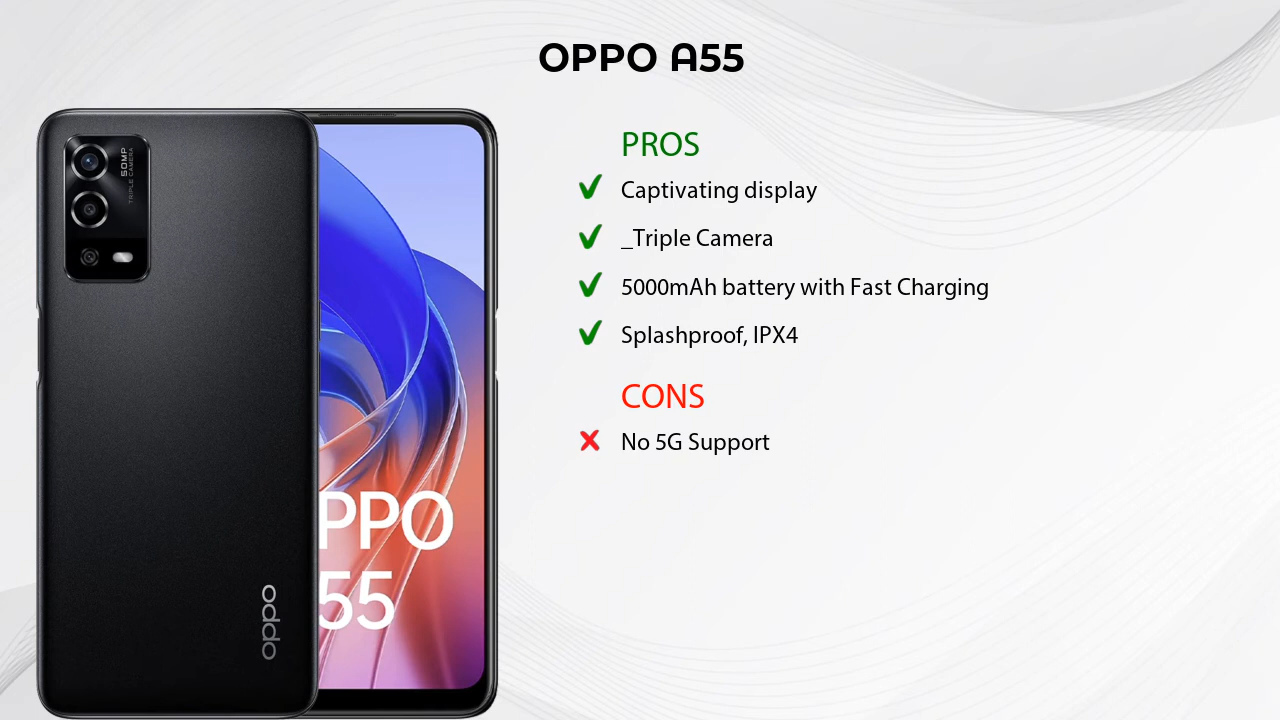 OPPO A55
50MP
TRIPLE CAMERA
PROS
Captivating display
_Triple Camera
5000mAh battery with Fast Charging
Splashproof, IPX4
CONS
No 5G Support
PPO
55
oppo